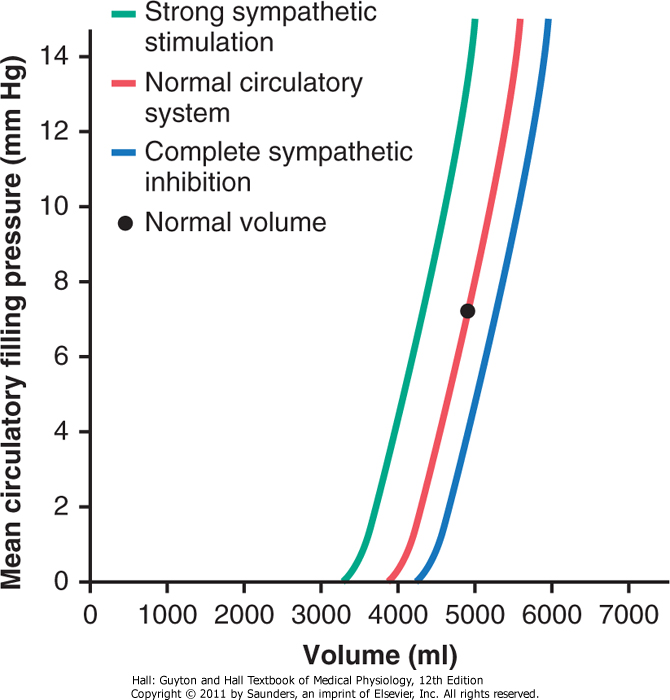 Strong sympathetic
stimulation
Normal circulatory
system
Complete sympathetic
inhibition
Normal volume
Mean circulatory filling pressure (mm Hg)
14
12
10
8
6
4
2
0
0 1000 2000 3000 4000 5000 6000 7000
Volume (ml)
Hall: Guyton and Hall Textbook of Medical Physiology, 12th Edition
Copyright © 2011 by Saunders, an imprint of Elsevier, Inc. All rights reserved.